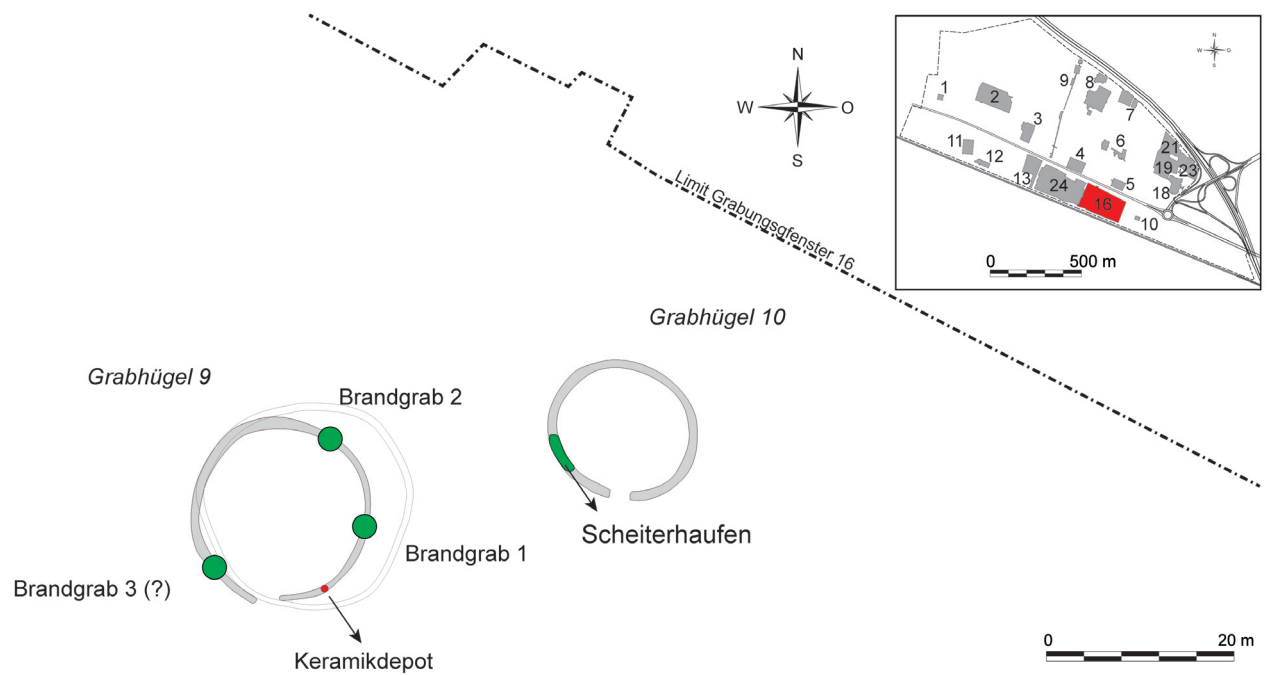 N
W
O
S
Limit Grabungsgfenster 16
N
W
O
S
1
2
3
9
8
7
6
11
12
13
4
24
5
16
10
21
19
23
18
0
500 m
Grabhügel 10
Grabhügel 9
Brandgrab 2
Scheiterhaufen
Brandgrab 1
Brandgrab 3 (?)
Keramikdepot
0
20 m